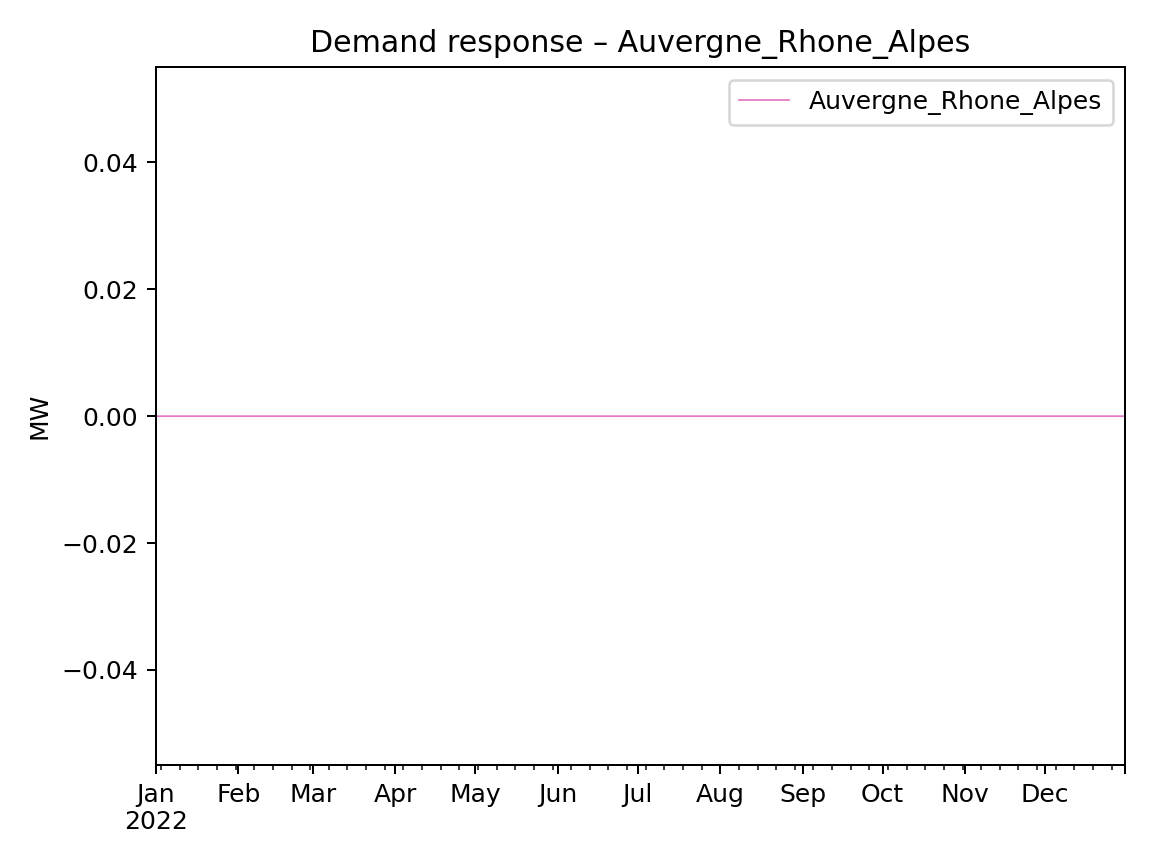 Demand response – Auvergne_Rhone_Alpes
Auvergne_Rhone_Alpes
0.04
0.02
0.00
−0.02
−0.04
MW
Jan Feb Mar Apr May Jun Jul Aug Sep Oct Nov Dec
2022